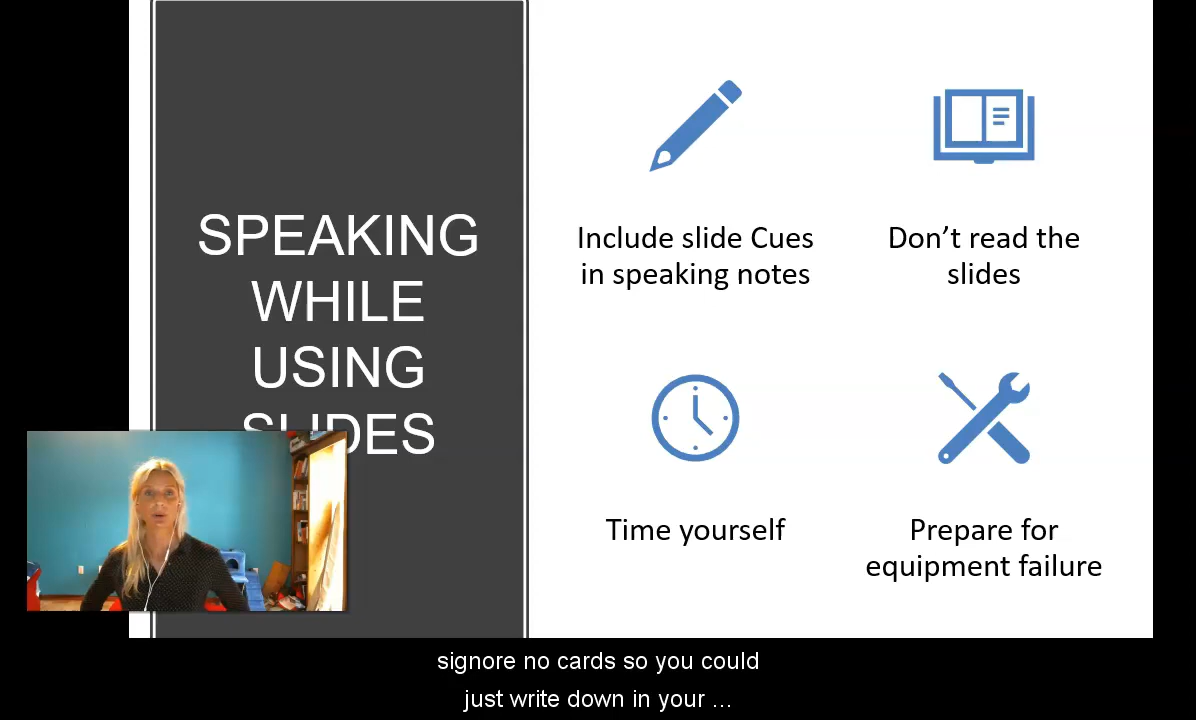 SPEAKING
WHILE
USING
SLIDES
Include slide Cues
in speaking notes
Don’t read the
slides
Time yourself
Prepare for
equipment failure
signore no cards so you could
just write down in your ...